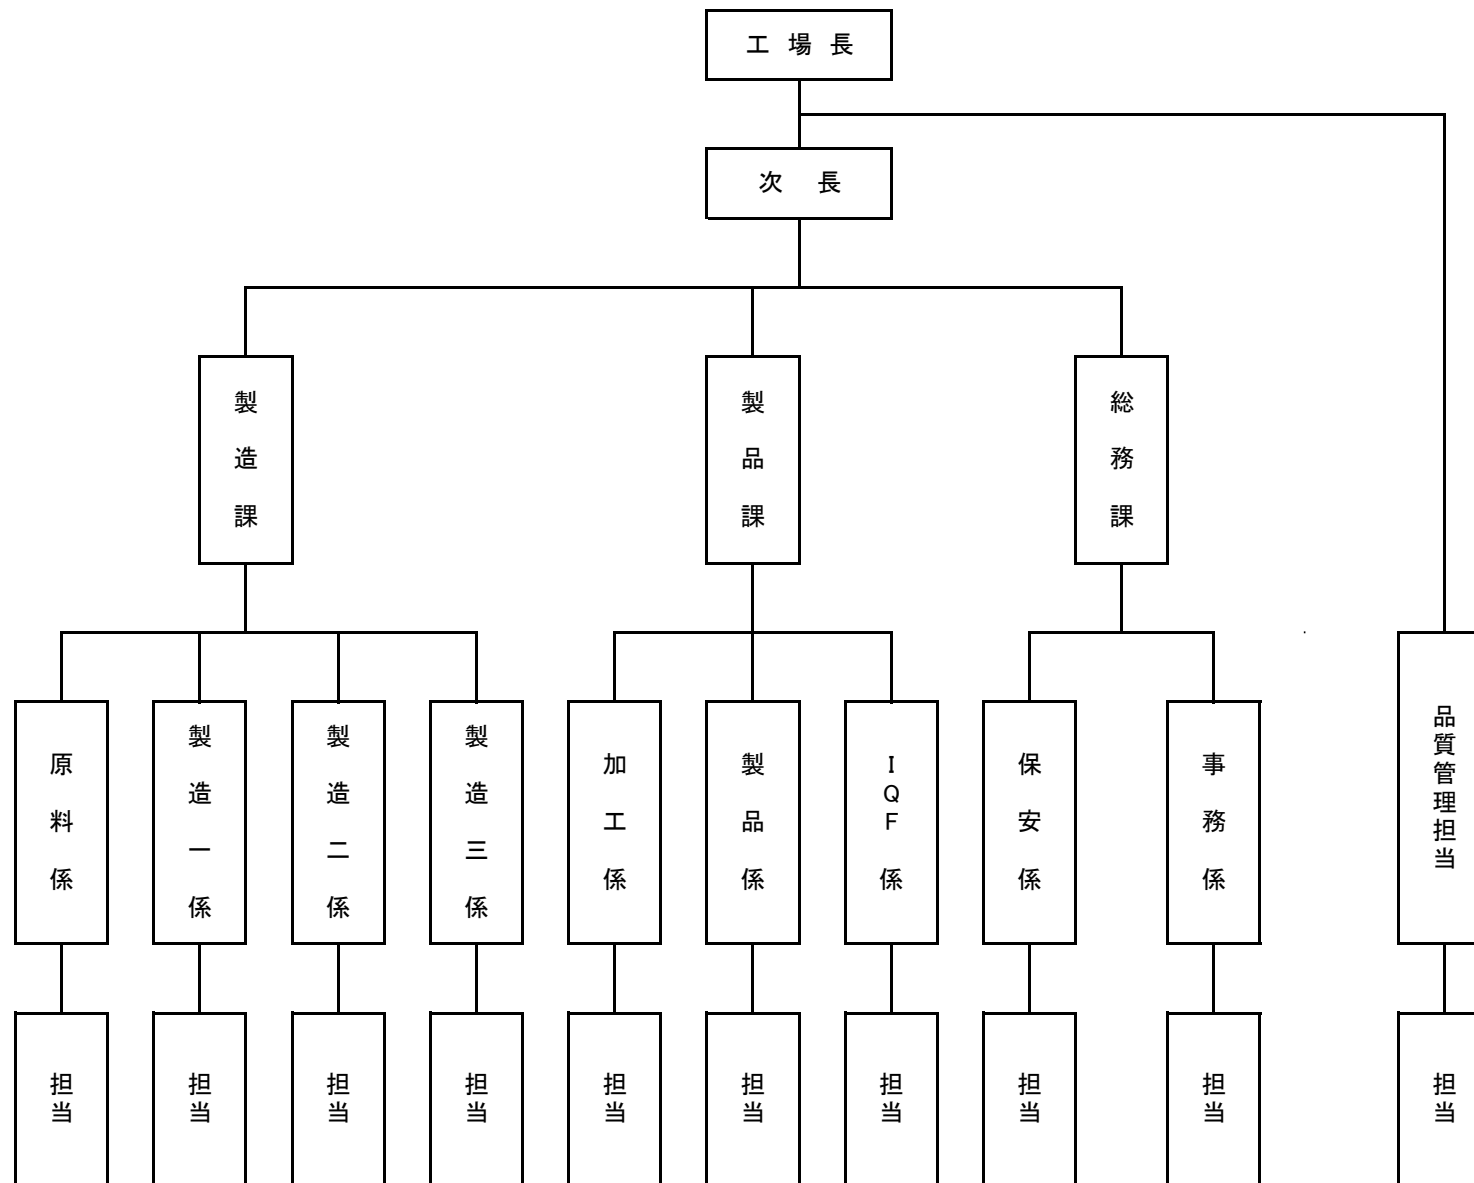 工場長
次長
製造課
製品課
総務課
原料係
製造一係
製造二係
製造三係
加工係
製品係
IQF係
保安係
事務係
品質管理担当
担当
担当
担当
担当
担当
担当
担当
担当
担当
担当